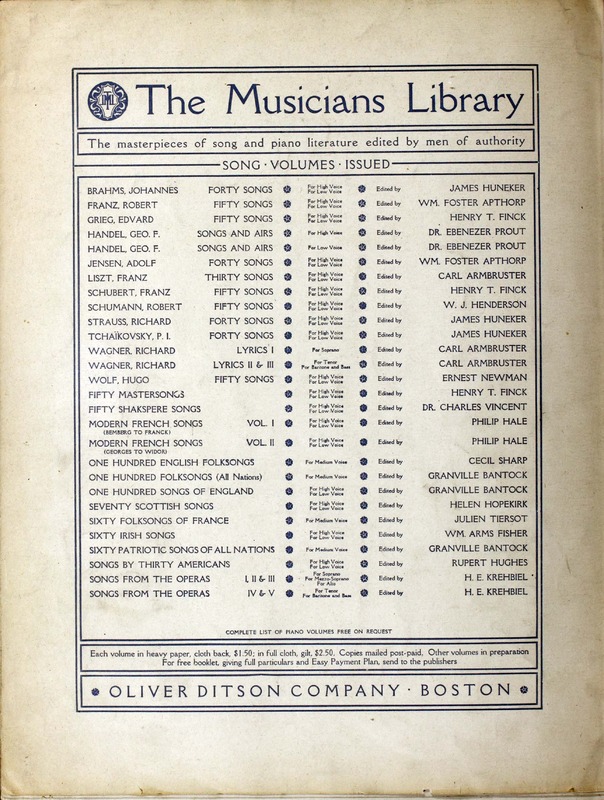 The Musicians Library
The masterpieces of song and piano literature edited by men of authority
SONG · VOLUMES · ISSUED
BRAHMS, JOHANNES FORTY SONGS For High Voice For Low Voice Edited by JAMES HUNEKER
FRANZ, ROBERT FIFTY SONGS For High Voice For Low Voice Edited by WM. FOSTER APTHORP
GRIEG, EDVARD FIFTY SONGS For High Voice For Low Voice Edited by HENRY T. FINCK
HANDEL, GEO. F. SONGS AND AIRS For High Voice Edited by DR. EBENEZER PROUT
HANDEL, GEO. F. SONGS AND AIRS For Low Voice Edited by DR. EBENEZER PROUT
JENSEN, ADOLF FORTY SONGS For High Voice For Low Voice Edited by WM. FOSTER APTHORP
LISZT, FRANZ THIRTY SONGS For High Voice For Low Voice Edited by CARL ARMBRUSTER
SCHUBERT, FRANZ FIFTY SONGS For High Voice For Low Voice Edited by HENRY T. FINCK
SCHUMANN, ROBERT FIFTY SONGS For High Voice For Low Voice Edited by W. J. HENDERSON
STRAUSS, RICHARD FORTY SONGS For High Voice For Low Voice Edited by JAMES HUNEKER
TCHAÏKOVSKY, P. I. FORTY SONGS For High Voice For Low Voice Edited by JAMES HUNEKER
WAGNER, RICHARD LYRICS I For Soprano Edited by CARL ARMBRUSTER
WAGNER, RICHARD LYRICS II & III For Tenor For Baritone and Bass Edited by CARL ARMBRUSTER
WOLF, HUGO FIFTY SONGS For High Voice For Low Voice Edited by ERNEST NEWMAN
FIFTY MASTERSONGS For High Voice For Low Voice Edited by HENRY T. FINCK
FIFTY SHAKSPERE SONGS For High Voice For Low Voice Edited by DR. CHARLES VINCENT
MODERN FRENCH SONGS VOL. I For High Voice For Low Voice Edited by PHILIP HALE
(BEMBERG TO FRANCK)
MODERN FRENCH SONGS VOL. II For High Voice For Low Voice Edited by PHILIP HALE
(GEORGES TO WIDOR)
ONE HUNDRED ENGLISH FOLKSONGS For Medium Voice Edited by CECIL SHARP
ONE HUNDRED FOLKSONGS (All Nations) For Medium Voice Edited by GRANVILLE BANTOCK
ONE HUNDRED SONGS OF ENGLAND For High Voice For Low Voice Edited by GRANVILLE BANTOCK
SEVENTY SCOTTISH SONGS For High Voice For Low Voice Edited by HELEN HOPEKIRK
SIXTY FOLKSONGS OF FRANCE For Medium Voice Edited by JULIEN TIERSOT
SIXTY IRISH SONGS For High Voice For Low Voice Edited by WM. ARMS FISHER
SIXTY PATRIOTIC SONGS OF ALL NATIONS For Medium Voice Edited by GRANVILLE BANTOCK
SONGS BY THIRTY AMERICANS For High Voice For Low Voice Edited by RUPERT HUGHES
SONGS FROM THE OPERAS I, II & III For Soprano For Mezzo-Soprano For Alto Edited by H. E. KREHBIEL
SONGS FROM THE OPERAS IV & V For Tenor For Baritone and Bass Edited by H. E. KREHBIEL
COMPLETE LIST OF PIANO VOLUMES FREE ON REQUEST
Each volume in heavy paper, cloth back, $1.50; in full cloth, gilt, $2.50. Copies mailed post-paid. Other volumes in preparation
For free booklet, giving full particulars and Easy Payment Plan, send to the publishers
OLIVER DITSON COMPANY · BOSTON